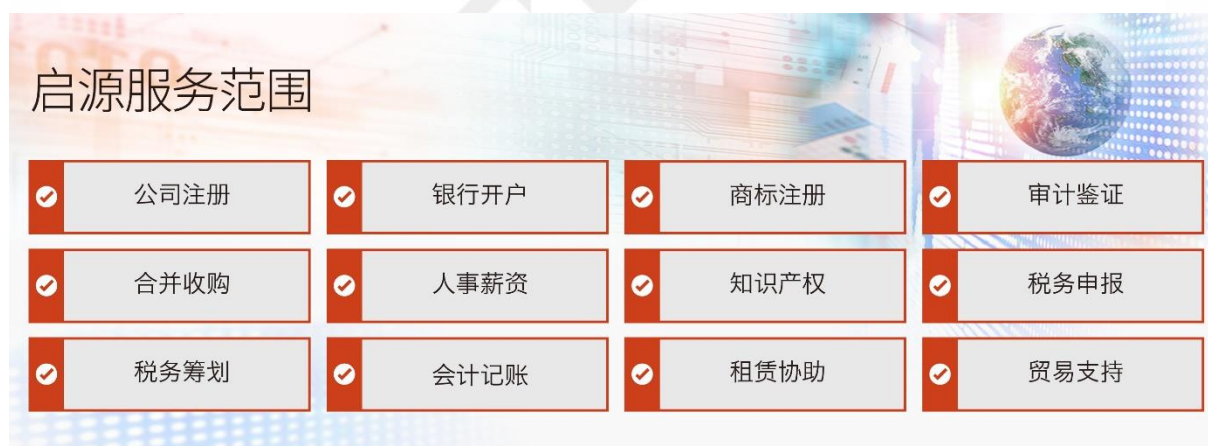 启源服务范围
公司注册
银行开户
商标注册
审计鉴证
合并收购
人事薪资
知识产权
税务申报
税务筹划
会计记账
租赁协助
贸易支持